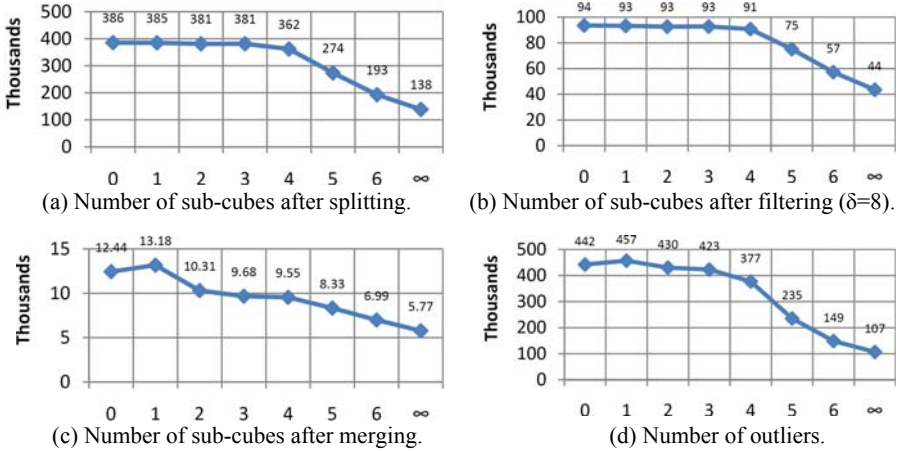 500
400
300
200
100
0
Thousands
386 385 381 381 362 274 193 138
0 1 2 3 4 5 6 ∞
(a) Number of sub-cubes after splitting.
100
80
60
40
20
0
Thousands
94 93 93 93 91 75 57 44
0 1 2 3 4 5 6 ∞
(b) Number of sub-cubes after filtering (δ=8).
15
10
5
0
Thousands
12.44 13.18 10.31 9.68 9.55 8.33 6.99 5.77
0 1 2 3 4 5 6 ∞
(c) Number of sub-cubes after merging.
500
400
300
200
100
0
Thousands
442 457 430 423 377 235 149 107
0 1 2 3 4 5 6 ∞
(d) Number of outliers.